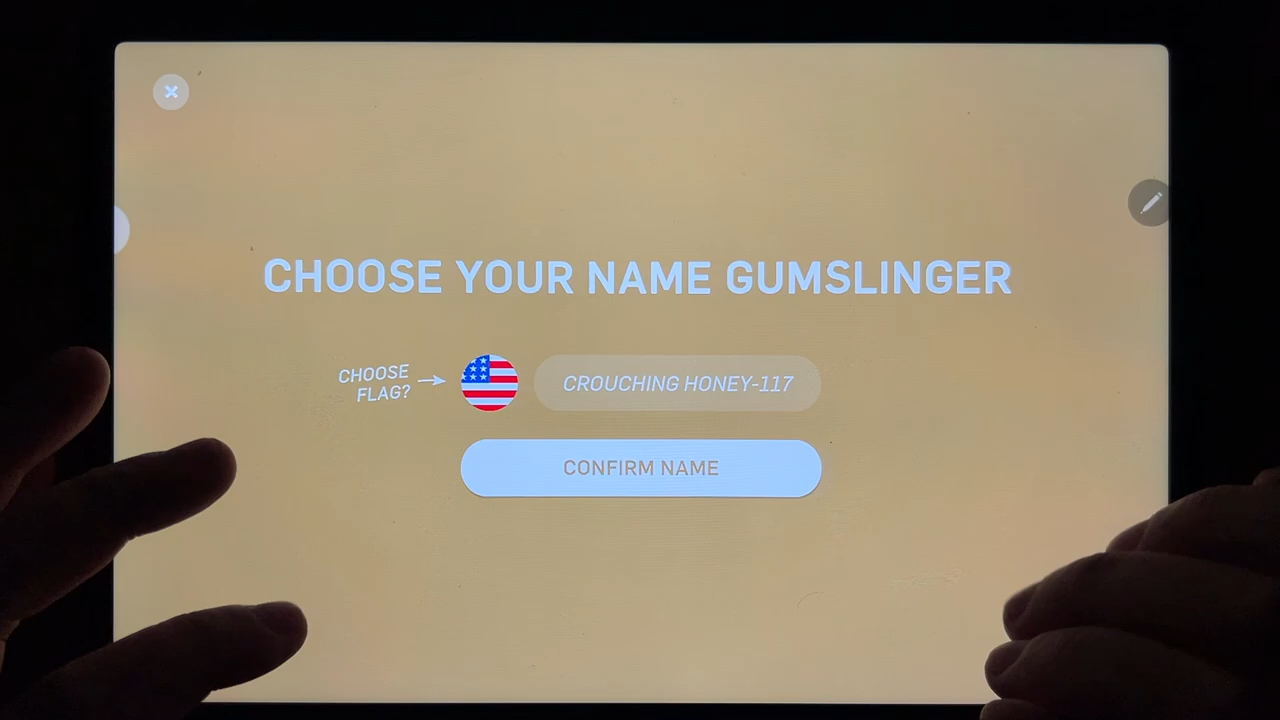 CHOOSE YOUR NAME GUMSLINGER
CHOOSE
FLAG?
CROUCHING HONEY-117
CONFIRM NAME